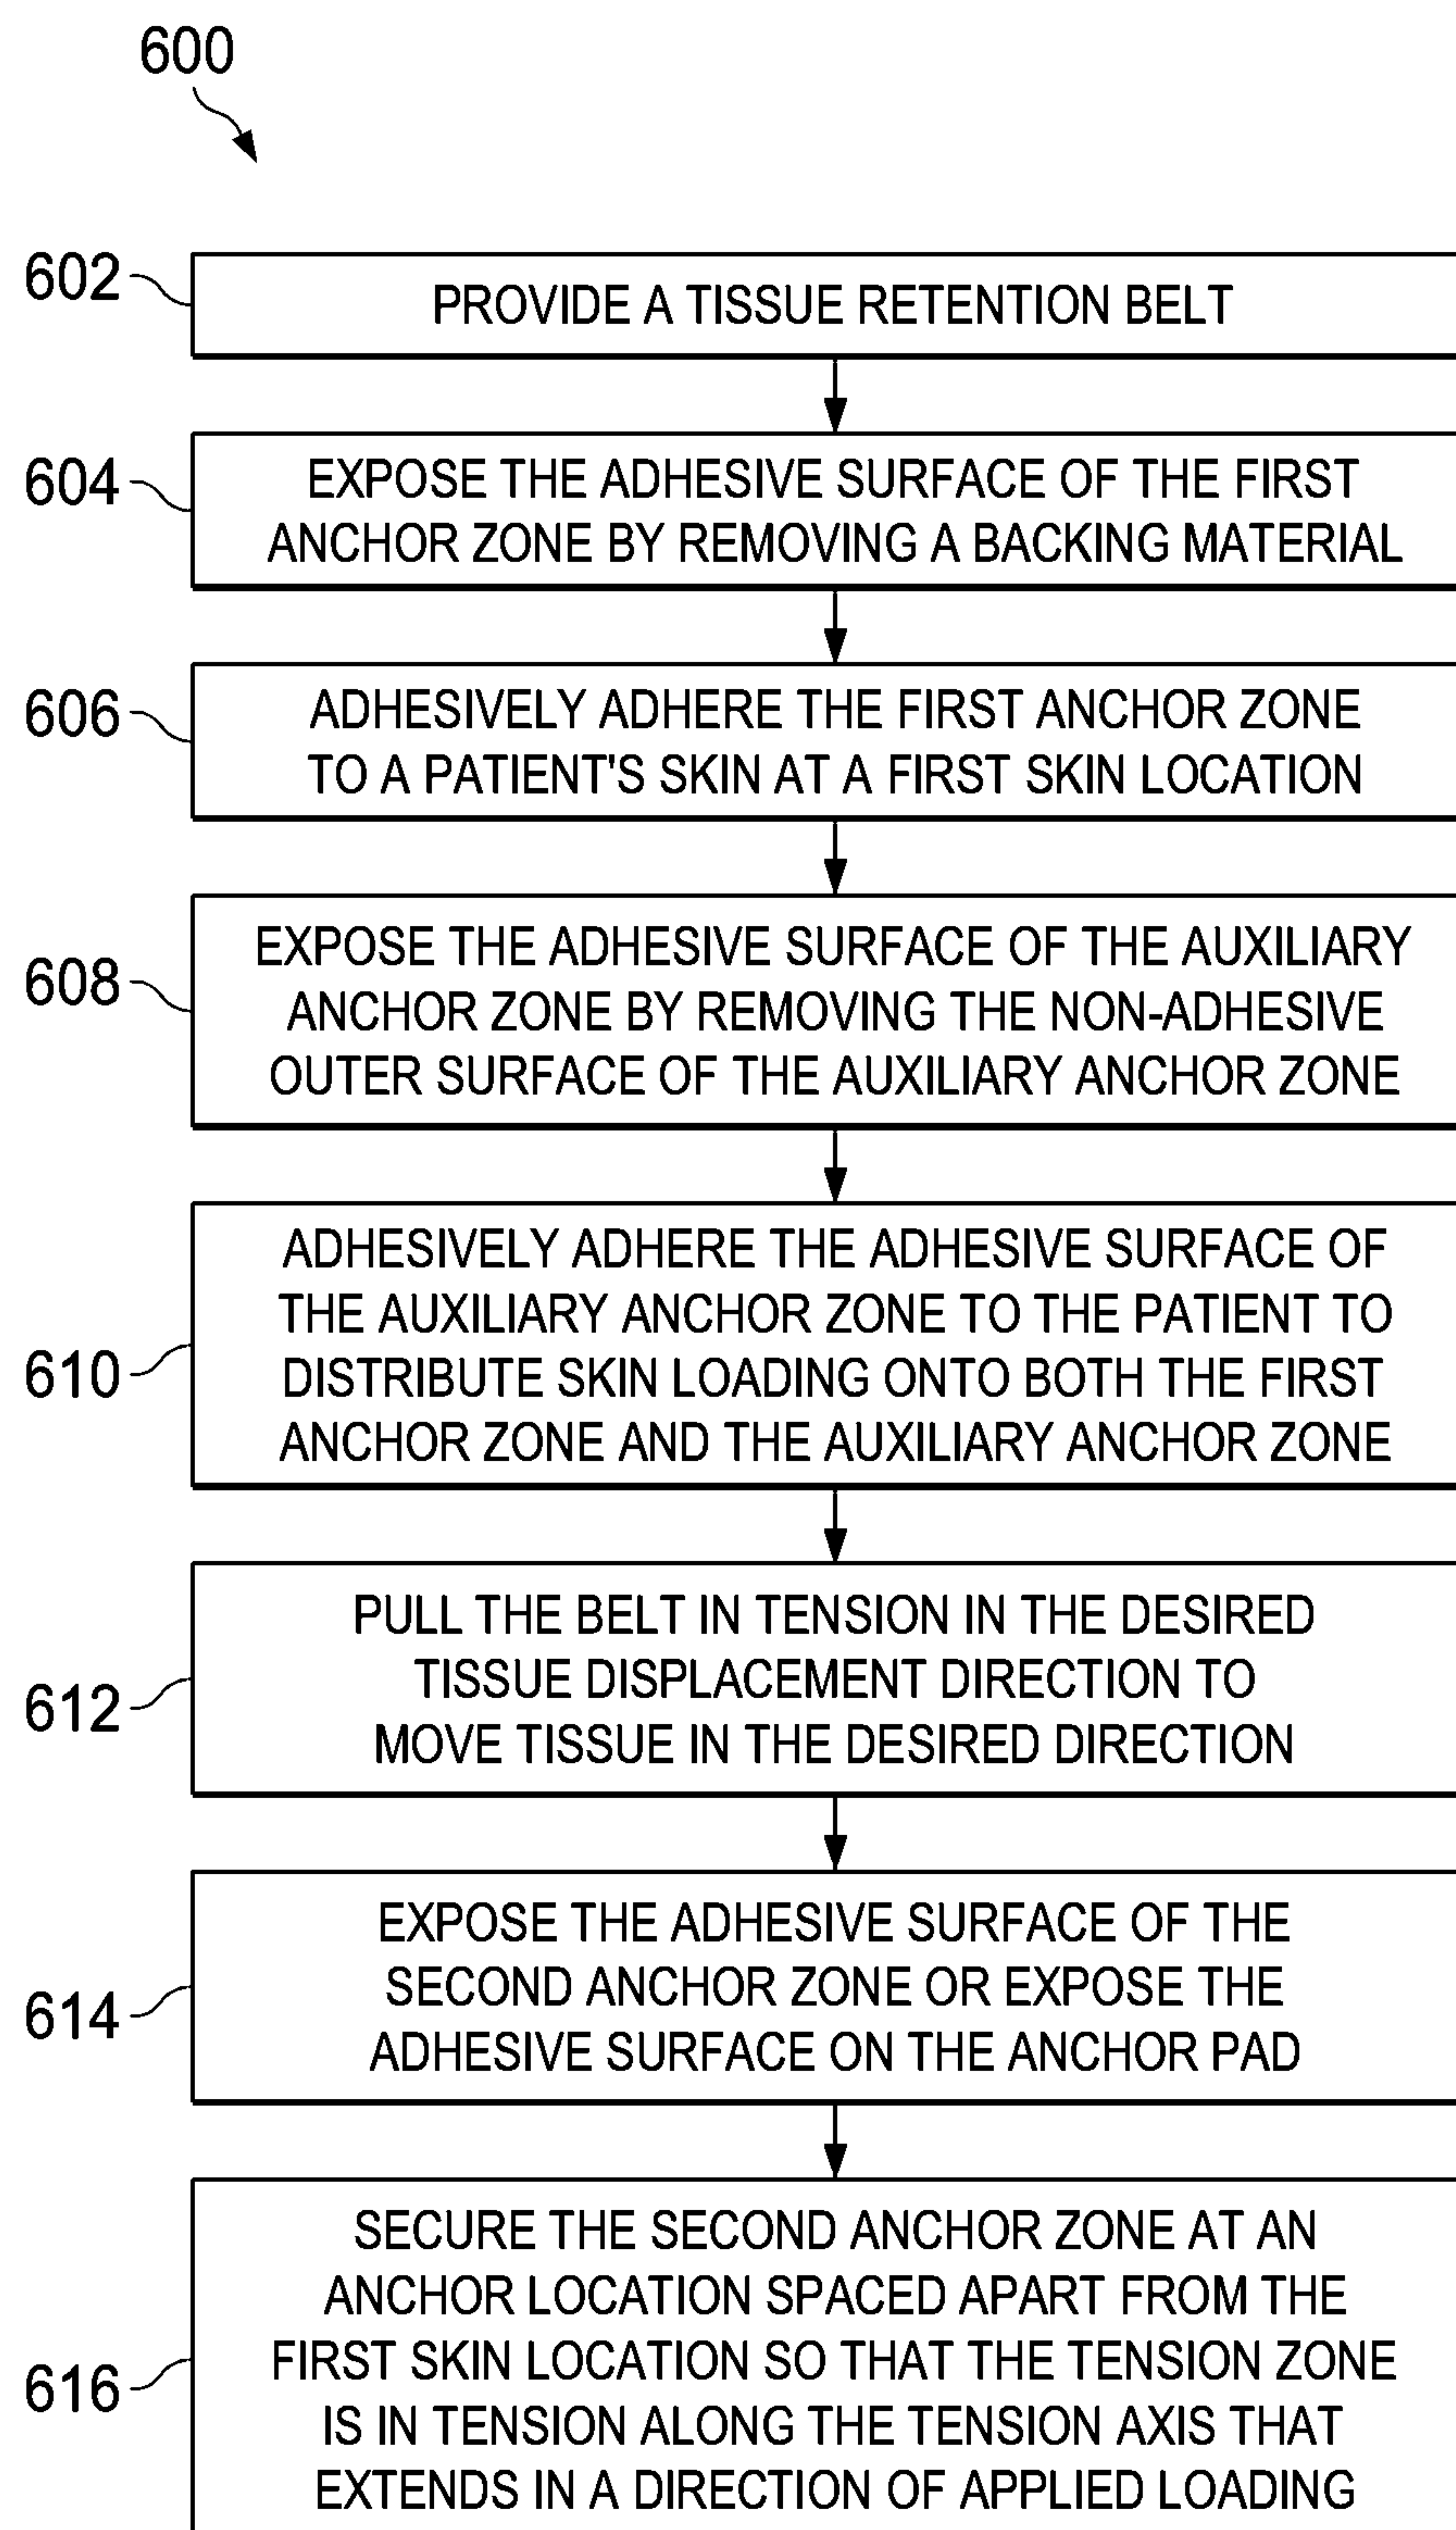 600
602
PROVIDE A TISSUE RETENTION BELT
604
EXPOSE THE ADHESIVE SURFACE OF THE FIRST
ANCHOR ZONE BY REMOVING A BACKING MATERIAL
606
ADHESIVELY ADHERE THE FIRST ANCHOR ZONE
TO A PATIENT'S SKIN AT A FIRST SKIN LOCATION
608
EXPOSE THE ADHESIVE SURFACE OF THE AUXILIARY
ANCHOR ZONE BY REMOVING THE NON-ADHESIVE
OUTER SURFACE OF THE AUXILIARY ANCHOR ZONE
610
ADHESIVELY ADHERE THE ADHESIVE SURFACE OF
THE AUXILIARY ANCHOR ZONE TO THE PATIENT TO
DISTRIBUTE SKIN LOADING ONTO BOTH THE FIRST
ANCHOR ZONE AND THE AUXILIARY ANCHOR ZONE
612
PULL THE BELT IN TENSION IN THE DESIRED
TISSUE DISPLACEMENT DIRECTION TO
MOVE TISSUE IN THE DESIRED DIRECTION
614
EXPOSE THE ADHESIVE SURFACE OF THE
SECOND ANCHOR ZONE OR EXPOSE THE
ADHESIVE SURFACE ON THE ANCHOR PAD
616
SECURE THE SECOND ANCHOR ZONE AT AN
ANCHOR LOCATION SPACED APART FROM THE
FIRST SKIN LOCATION SO THAT THE TENSION ZONE
IS IN TENSION ALONG THE TENSION AXIS THAT
EXTENDS IN A DIRECTION OF APPLIED LOADING